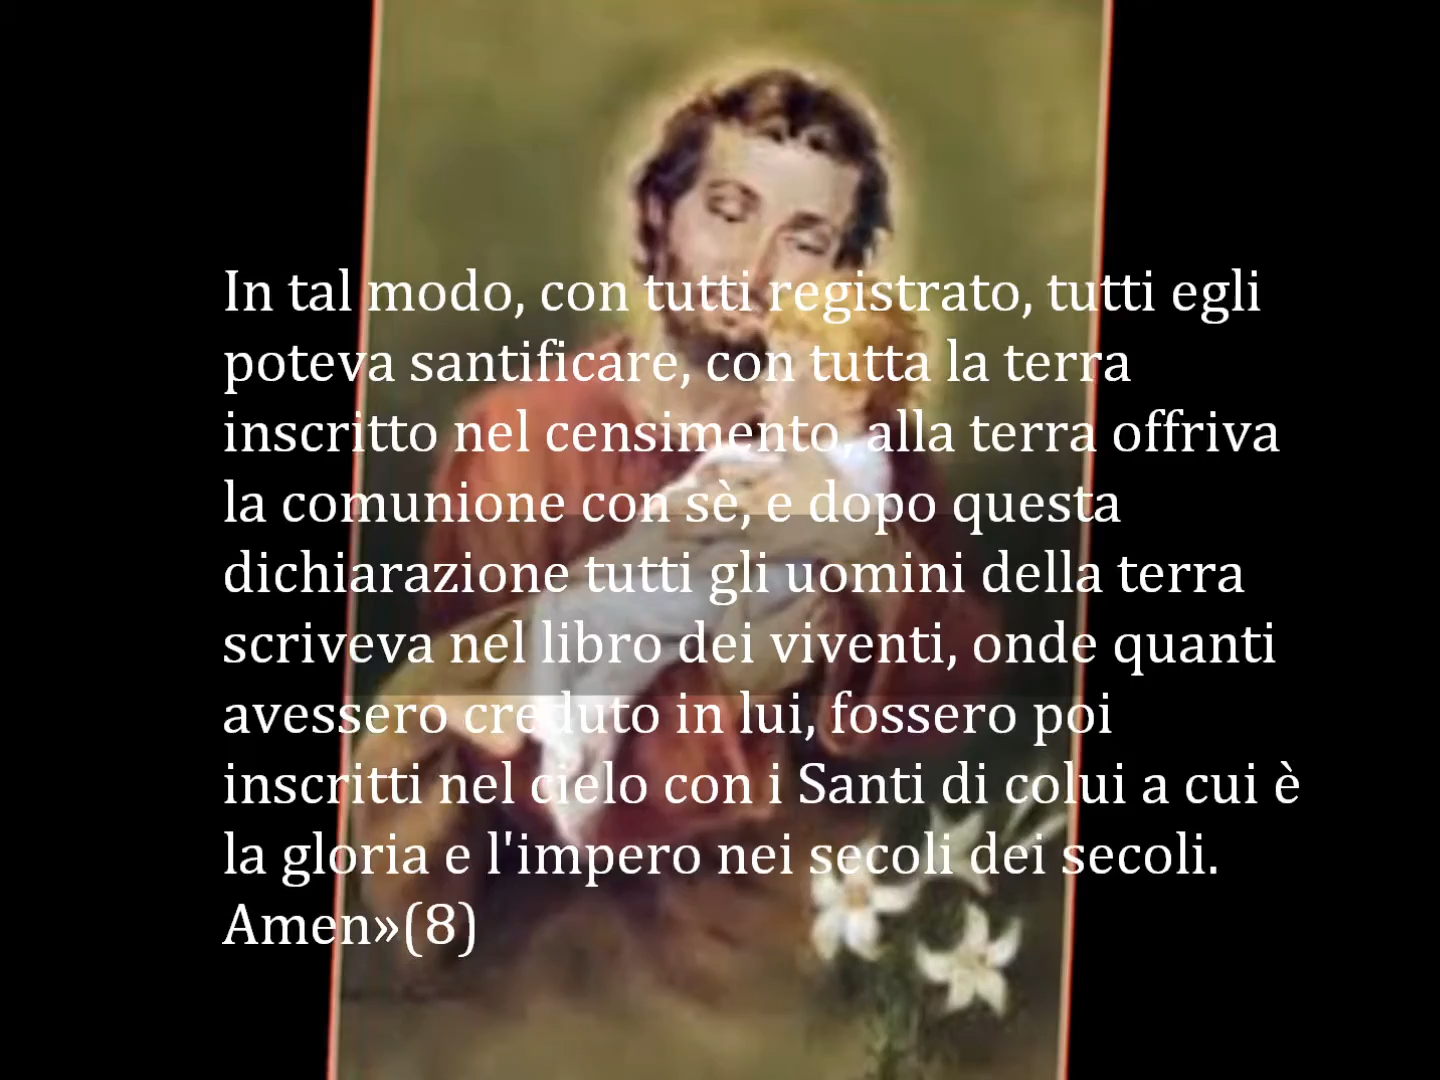 In tal modo, con tutti registrato, tutti egli
poteva santificare, con tutta la terra
inscritto nel censimento, alla terra offriva
la comunione con sè, e dopo questa
dichiarazione tutti gli uomini della terra
scriveva nel libro dei viventi, onde quanti
avessero creduto in lui, fossero poi
inscritti nel cielo con i Santi di colui a cui è
la gloria e l'impero nei secoli dei secoli.
Amen»(8)